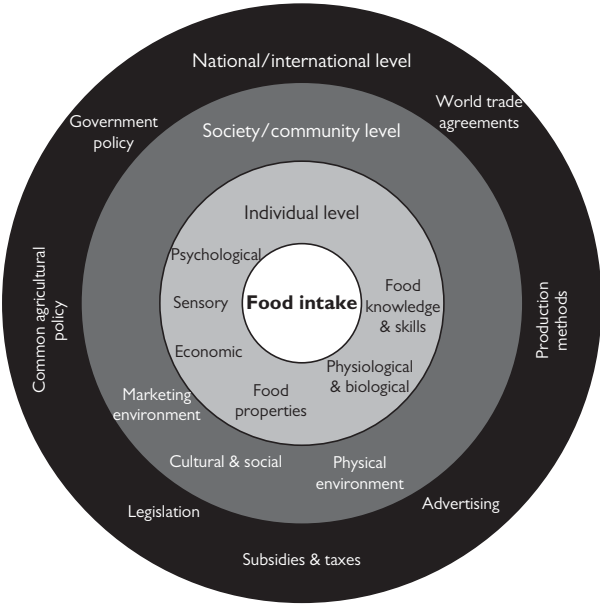 National/international level
World trade
agreements
Government
policy
Society/community level
Individual level
Psychological
Sensory
Food intake
Food
knowledge
& skills
Economic
Physiological
& biological
Food
properties
Common agricultural
policy
Production
methods
Marketing
environment
Cultural & social
Physical
environment
Legislation
Advertising
Subsidies & taxes